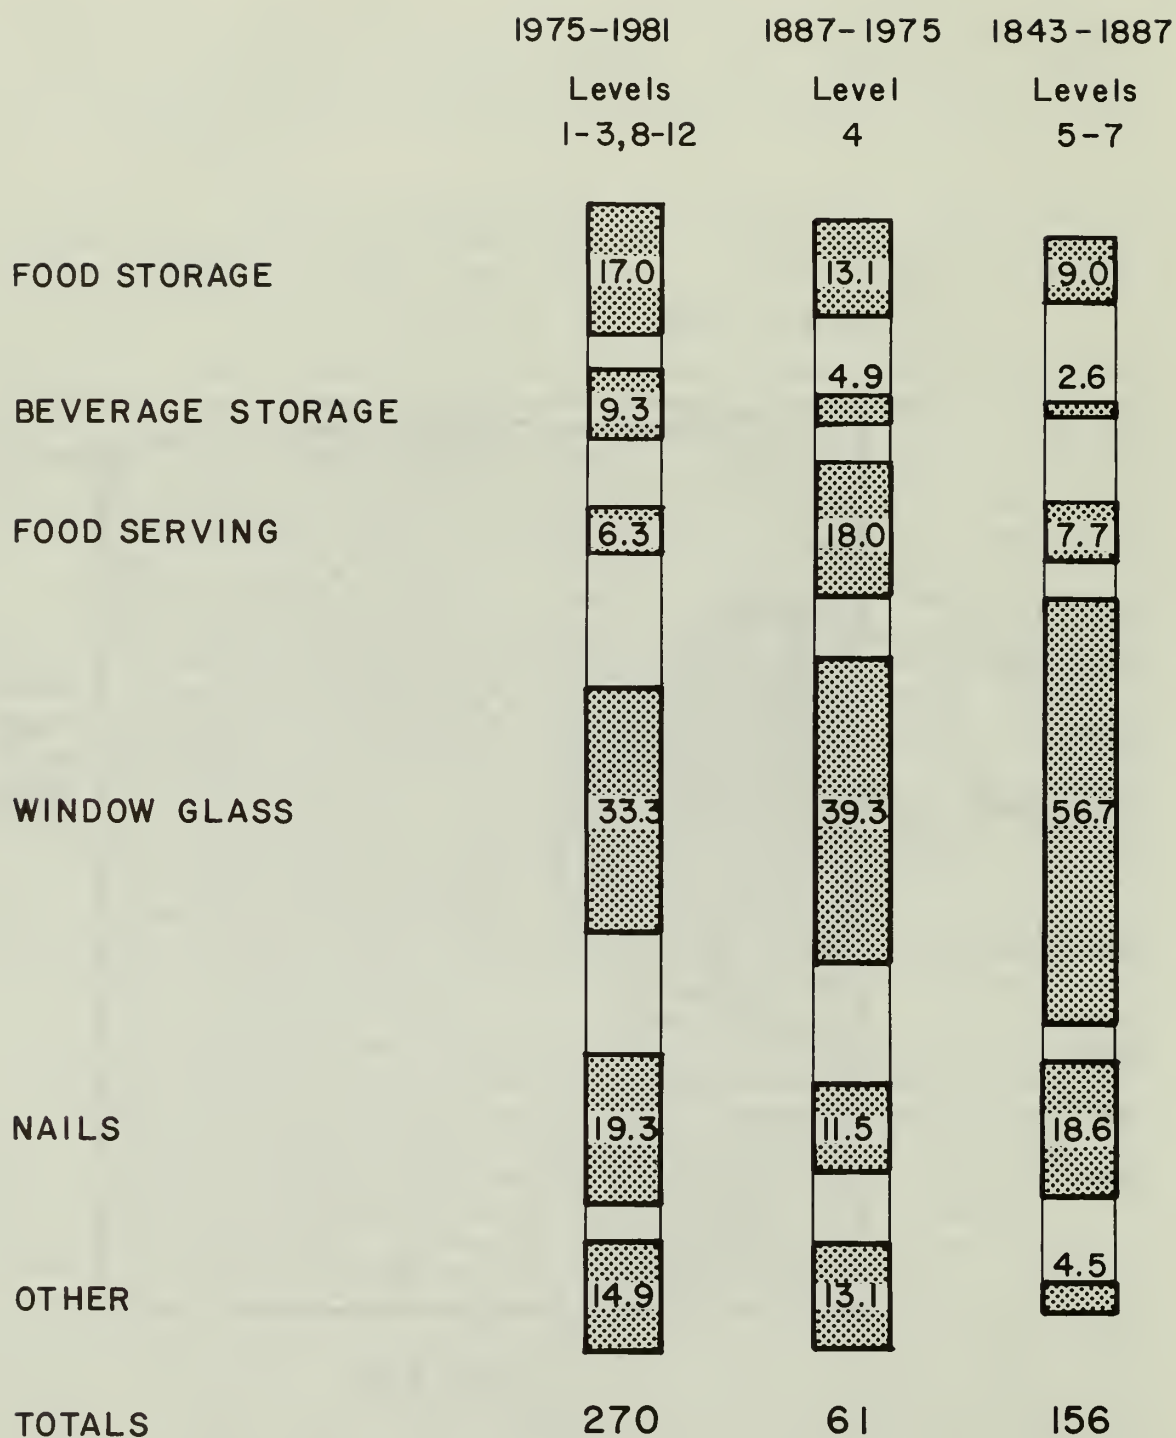 1975-1981 1887-1975 1843-1887
Levels Level Levels
1-3,8-12 4 5-7
FOOD STORAGE 17.0 13.1 9.0
4.9 2.6
BEVERAGE STORAGE 9.3
FOOD SERVING 6.3 18.0 7.7
WINDOW GLASS 33.3 39.3 56.7
NAILS 19.3 11.5 18.6
4.5
OTHER 14.9 13.1
TOTALS 270 61 156